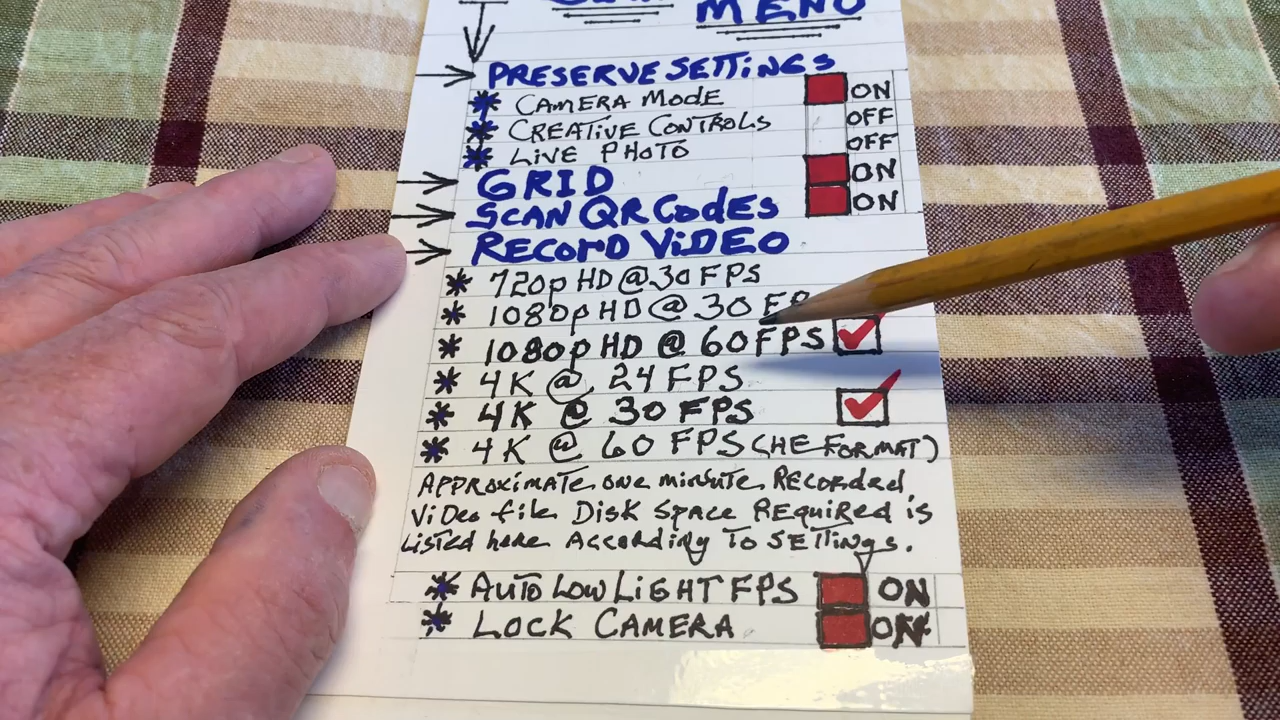 MENU
PRESERVE SETTINGS
* CAMERA MODE ON
* CREATIVE CONTROLS OFF
* LIVE PHOTO OFF
GRID ON
SCAN QR CODES ON
RECORD VIDEO
* 720p HD @ 30 FPS
* 1080p HD @ 30
* 1080p HD @ 60 FPS
* 4K @ 24 FPS
* 4K @ 30 FPS
* 4K @ 60 FPS (HE FORMAT)
APPROXIMATE one minute RECORded
Video file Disk Space REquiRed is
Listed here According To SETTings.
* AUTO LOW LIGHT FPS ON
* LOCK CAMERA